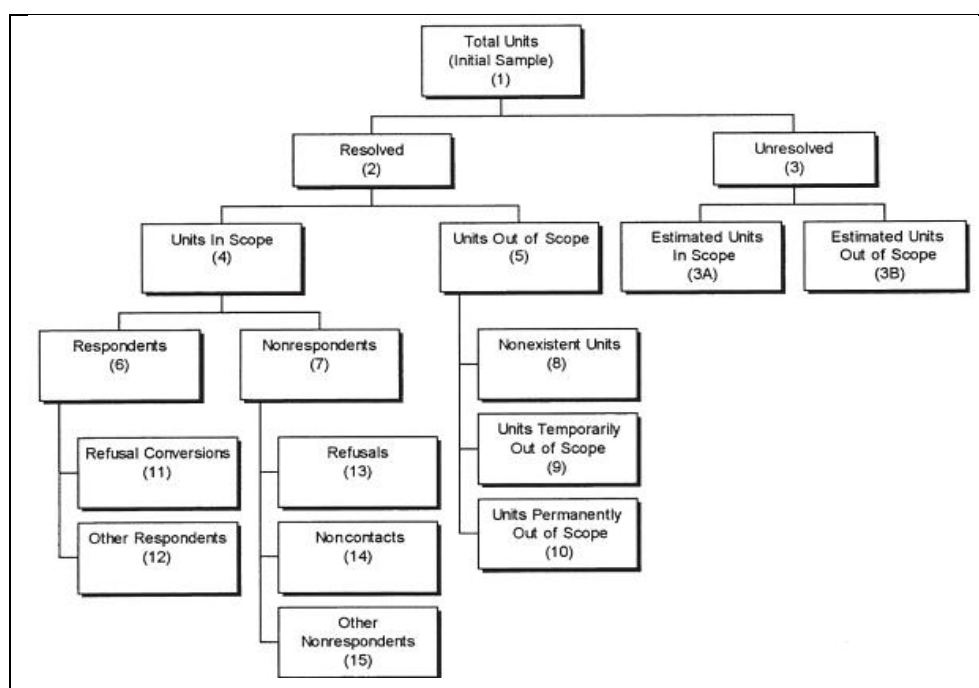 Total Units
(Initial Sample)
(1)
Resolved
(2)
Unresolved
(3)
Units In Scope
(4)
Units Out of Scope
(5)
Estimated Units
In Scope
(3A)
Estimated Units
Out of Scope
(3B)
Respondents
(6)
Nonrespondents
(7)
Nonexistent Units
(8)
Units Temporarily
Out of Scope
(9)
Units Permanently
Out of Scope
(10)
Refusal Conversions
(11)
Other Respondents
(12)
Refusals
(13)
Noncontacts
(14)
Other
Nonrespondents
(15)